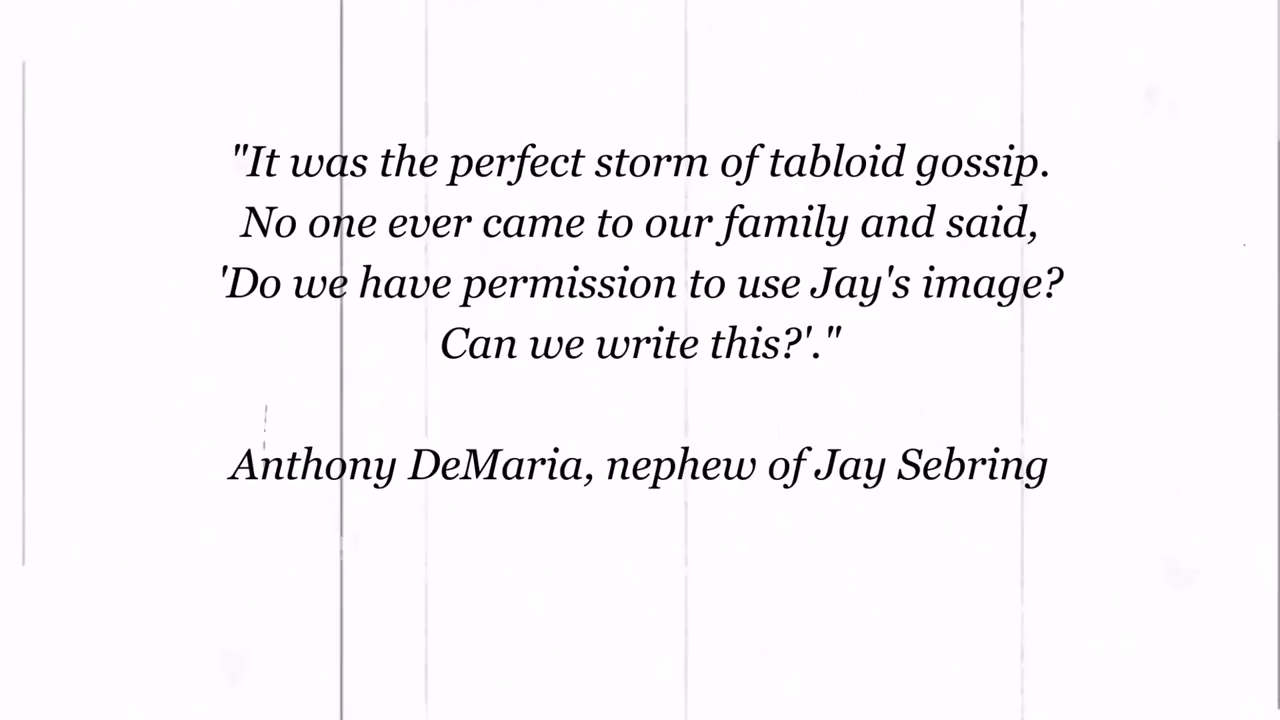 "It was the perfect storm of tabloid gossip.
No one ever came to our family and said,
'Do we have permission to use Jay's image?
Can we write this?'."
Anthony DeMaria, nephew of Jay Sebring